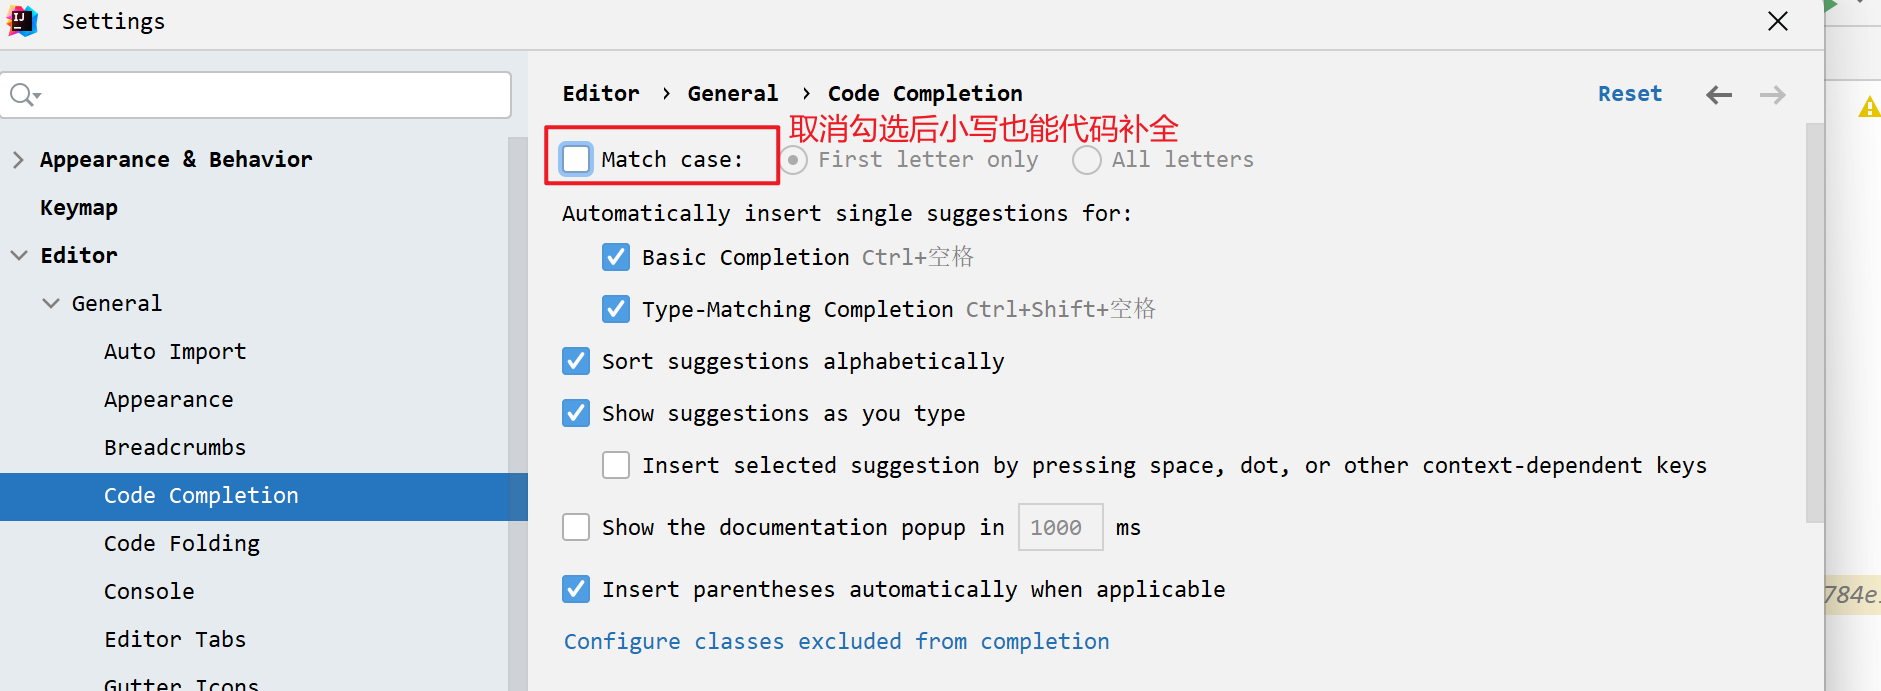 Settings
Appearance & Behavior
Keymap
Editor
General
Auto Import
Appearance
Breadcrumbs
Code Completion
Code Folding
Console
Editor Tabs
Gutter Icons
Editor › General › Code Completion
Reset
取消勾选后小写也能代码补全
Match case: First letter only All letters
Automatically insert single suggestions for:
Basic Completion Ctrl+空格
Type-Matching Completion Ctrl+Shift+空格
Sort suggestions alphabetically
Show suggestions as you type
Insert selected suggestion by pressing space, dot, or other context-dependent keys
Show the documentation popup in 1000 ms
Insert parentheses automatically when applicable
Configure classes excluded from completion